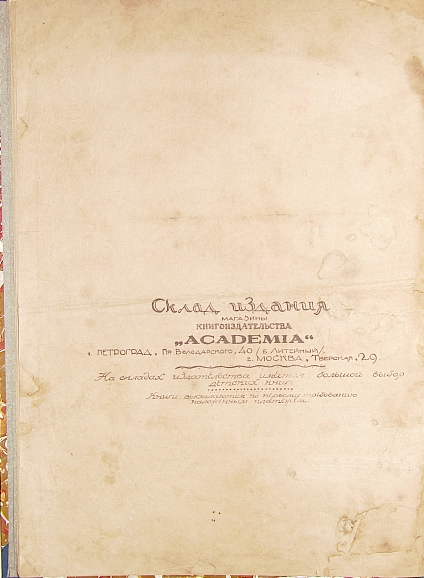 Склад издания
магазины
книгоиздательства
„ACADEMIA“
г. Петроград, Пр Володарского, 40 /б Литейный/,
г. Москва, Тверская, 29.
На складах издательства имеется большой выбор
детских книг
Книги высылаются по первому требованию
наложенным платежом